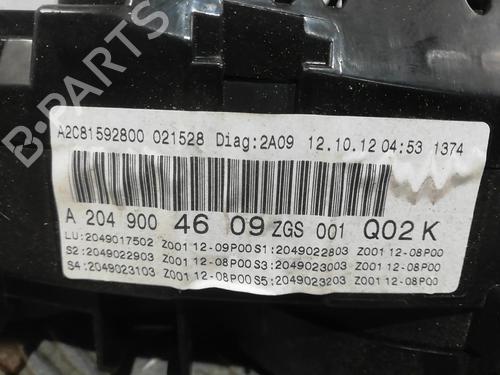 A2C81592800 021528 Diag:2A09 12.10.12 04:53 1374
A 204 900 46 09 ZGS 001 Q02 K
LU:2049017502 Z001 12-09P00 S1:2049022803 Z001 12-08P00
S2:2049022903 Z001 12-08P00 S3:2049023003 Z001 12-08P00
S4:2049023103 Z001 12-08P00 S5:2049023203 Z001 12-08P00
B-PARTS